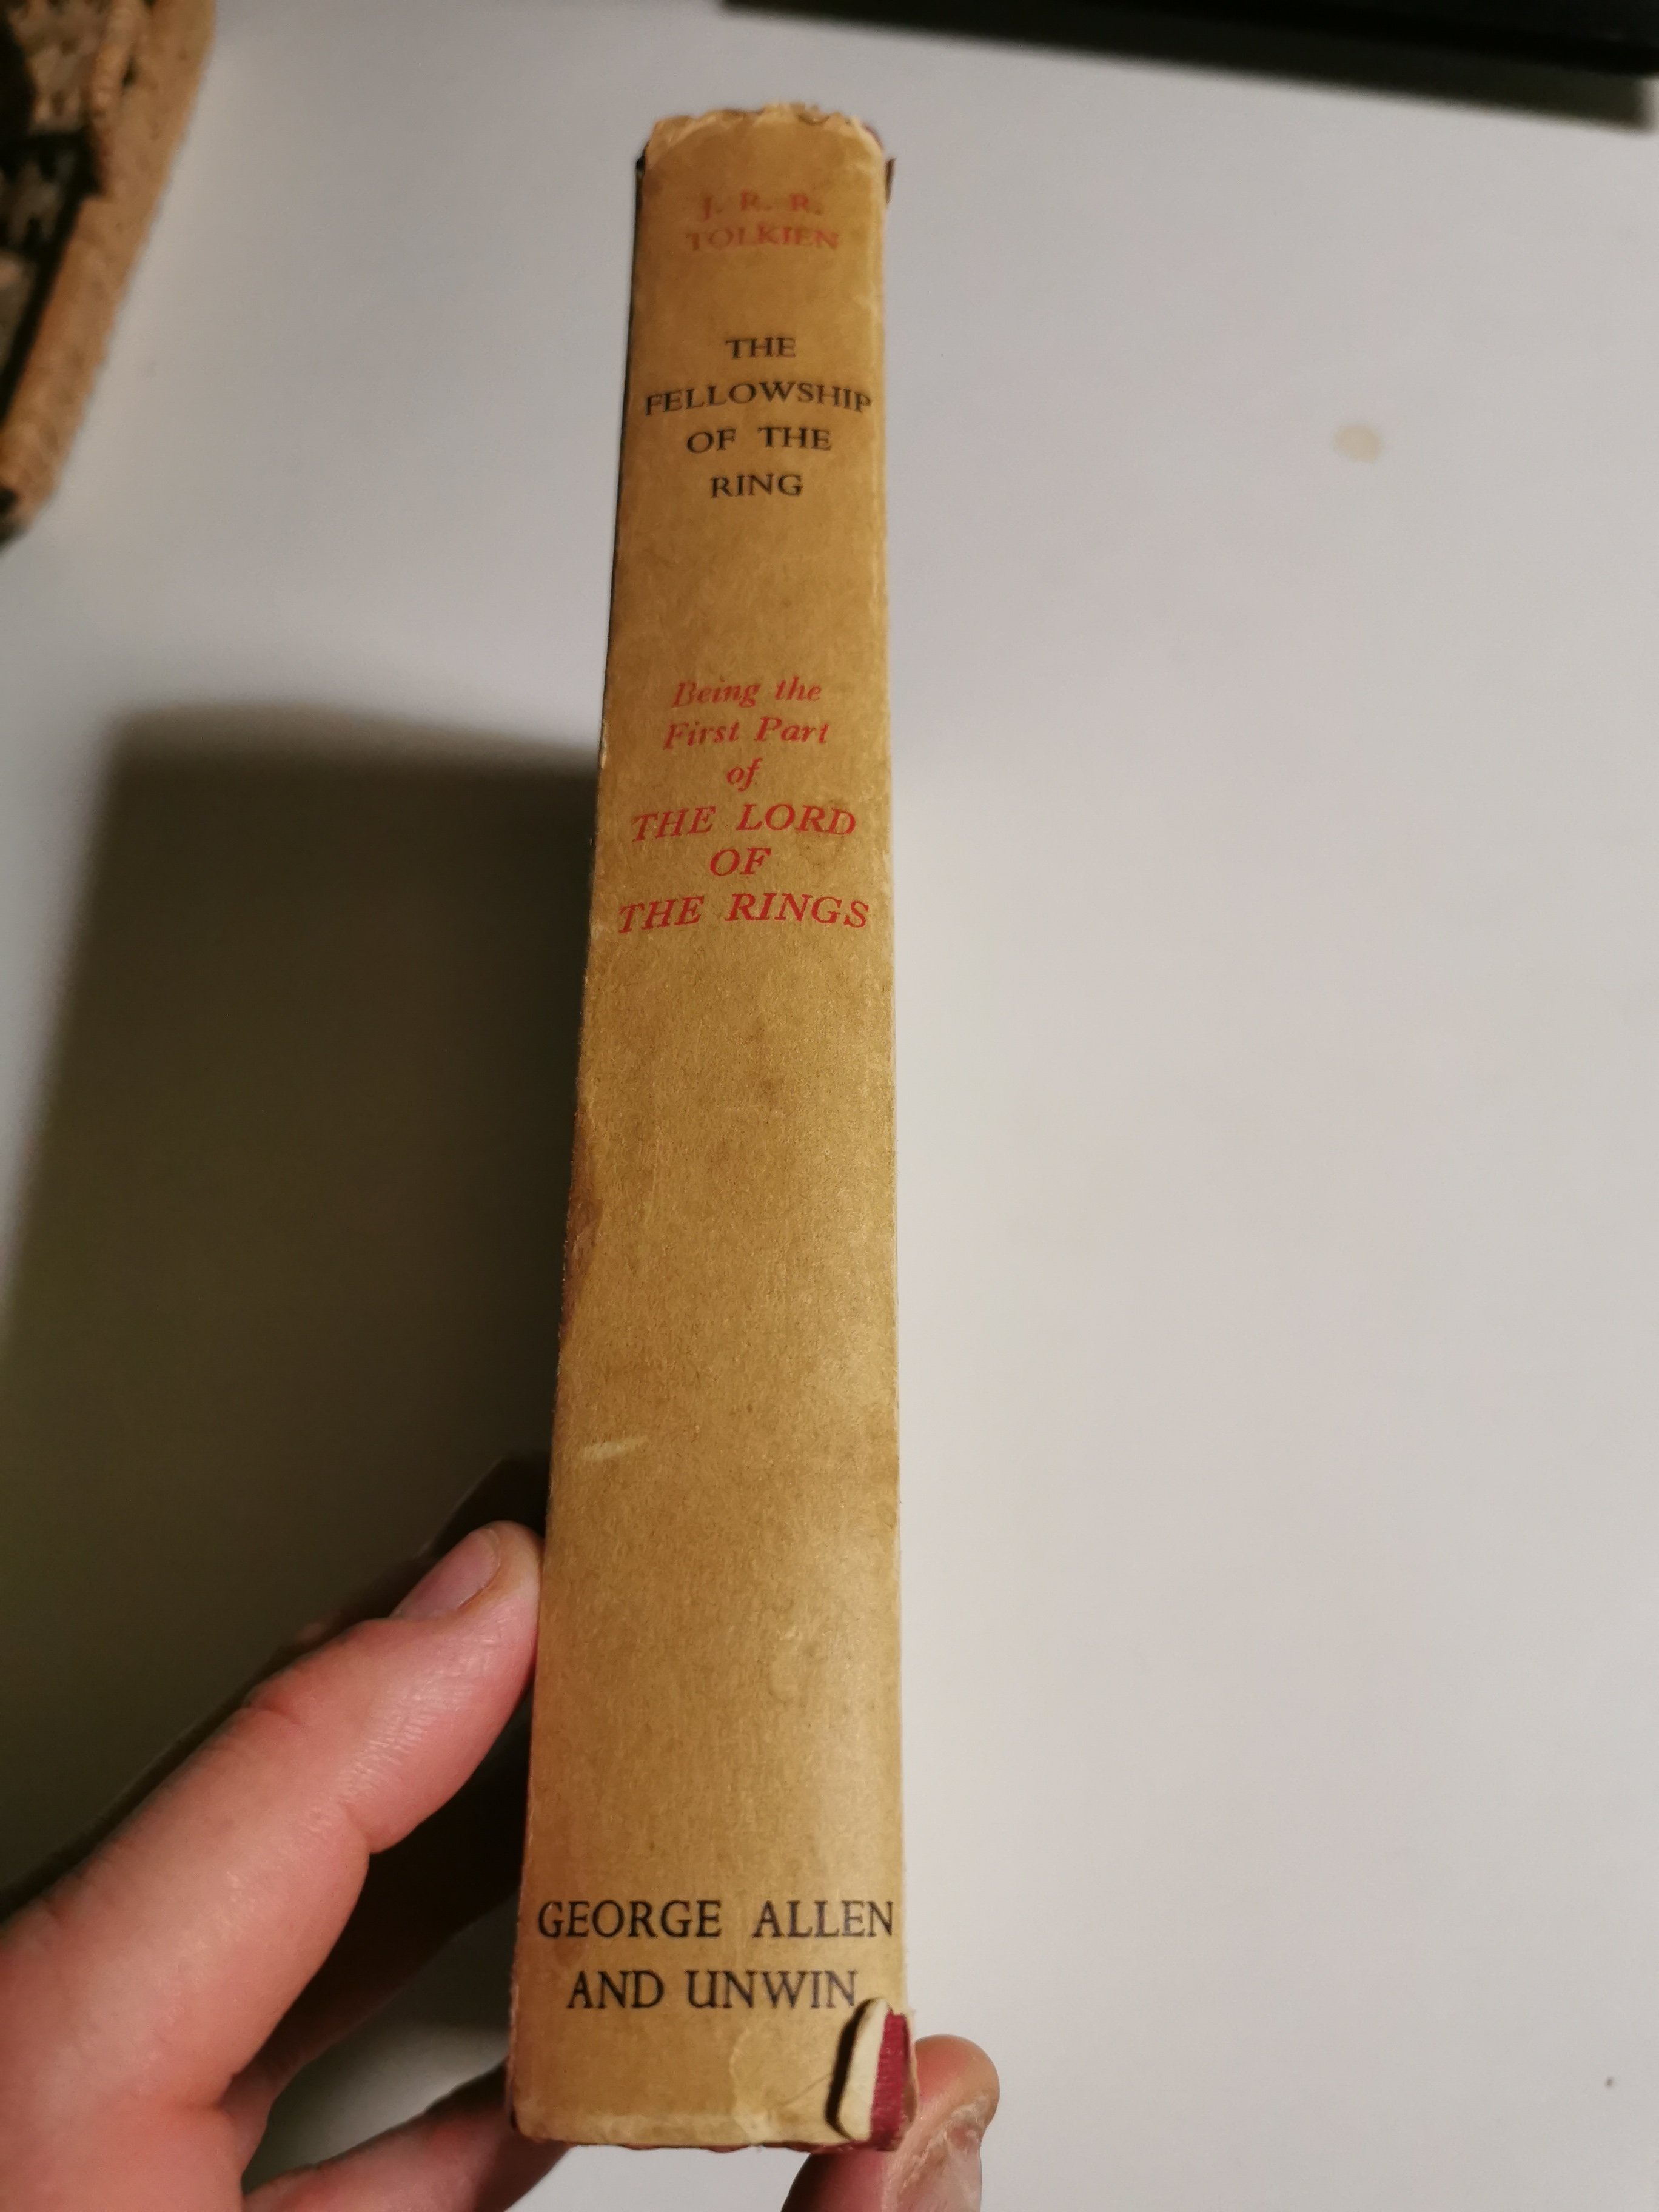 J. R. R.
TOLKIEN
THE
FELLOWSHIP
OF THE
RING
Being the
First Part
of
THE LORD
OF
THE RINGS
GEORGE ALLEN
AND UNWIN